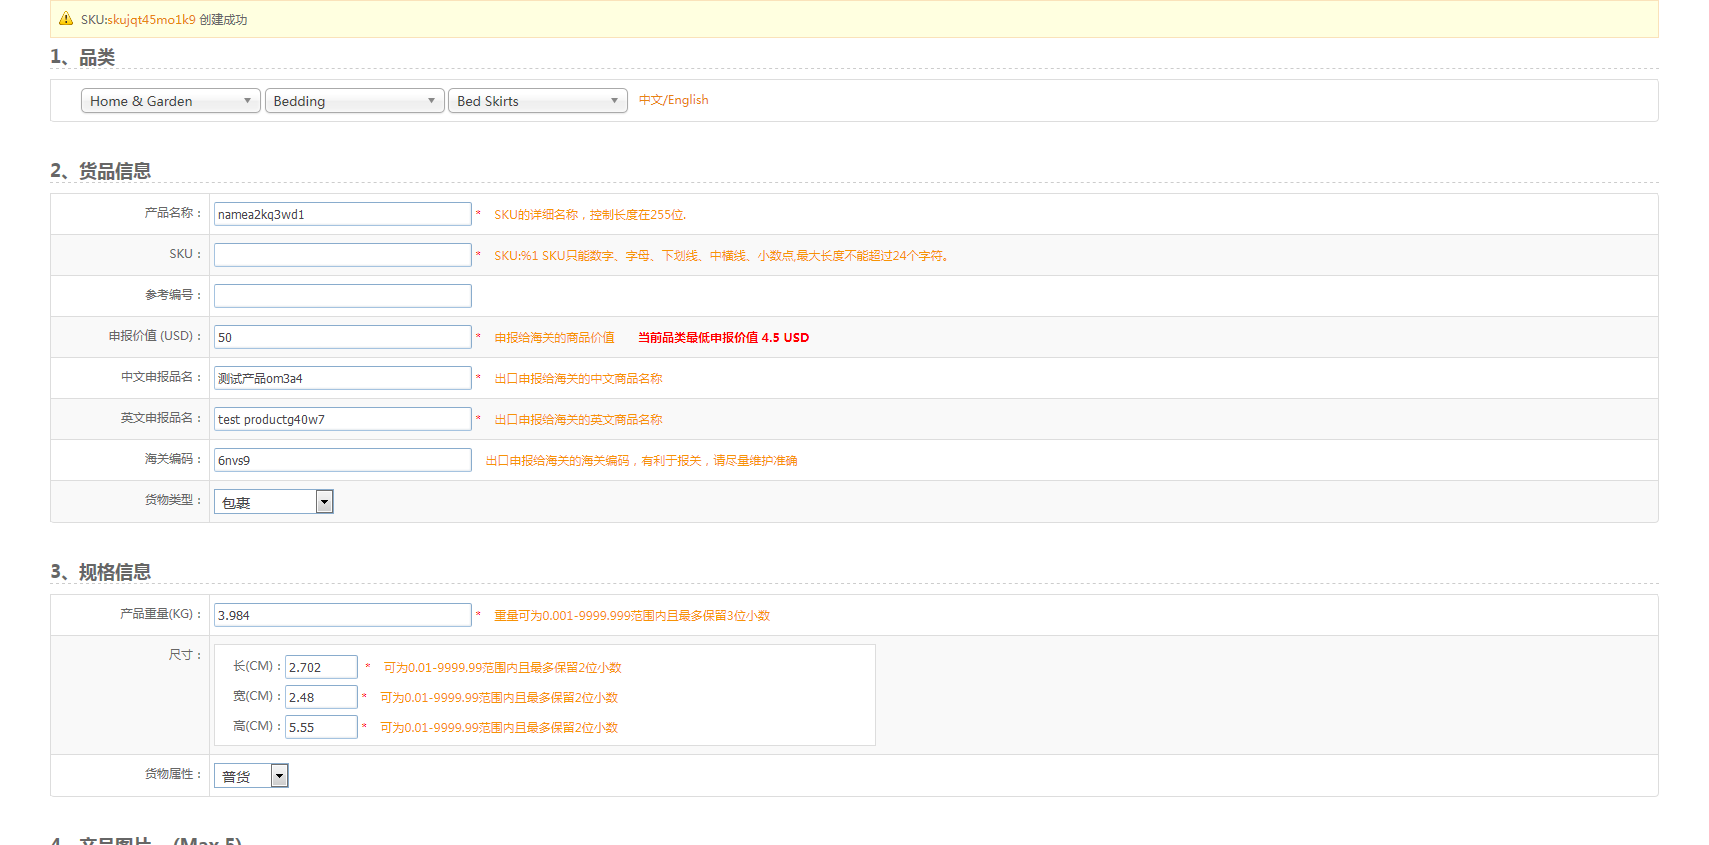 SKU:skujqt45mo1k9 创建成功
1、品类
Home & Garden Bedding Bed Skirts 中文/English
2、货品信息
产品名称： namea2kq3wd1 * SKU的详细名称，控制长度在255位.
SKU： * SKU:%1 SKU只能数字、字母、下划线、中横线、小数点,最大长度不能超过24个字符。
参考编号：
申报价值 (USD)： 50 * 申报给海关的商品价值 当前品类最低申报价值 4.5 USD
中文申报品名： 测试产品om3a4 * 出口申报给海关的中文商品名称
英文申报品名： test productg40w7 * 出口申报给海关的英文商品名称
海关编码： 6nvs9 出口申报给海关的海关编码，有利于报关，请尽量维护准确
货物类型： 包裹
3、规格信息
产品重量(KG)： 3.984 * 重量可为0.001-9999.999范围内且最多保留3位小数
尺寸：
长(CM)：2.702 * 可为0.01-9999.99范围内且最多保留2位小数
宽(CM)：2.48 * 可为0.01-9999.99范围内且最多保留2位小数
高(CM)：5.55 * 可为0.01-9999.99范围内且最多保留2位小数
货物属性： 普货
4、产品图片 (Max 5)